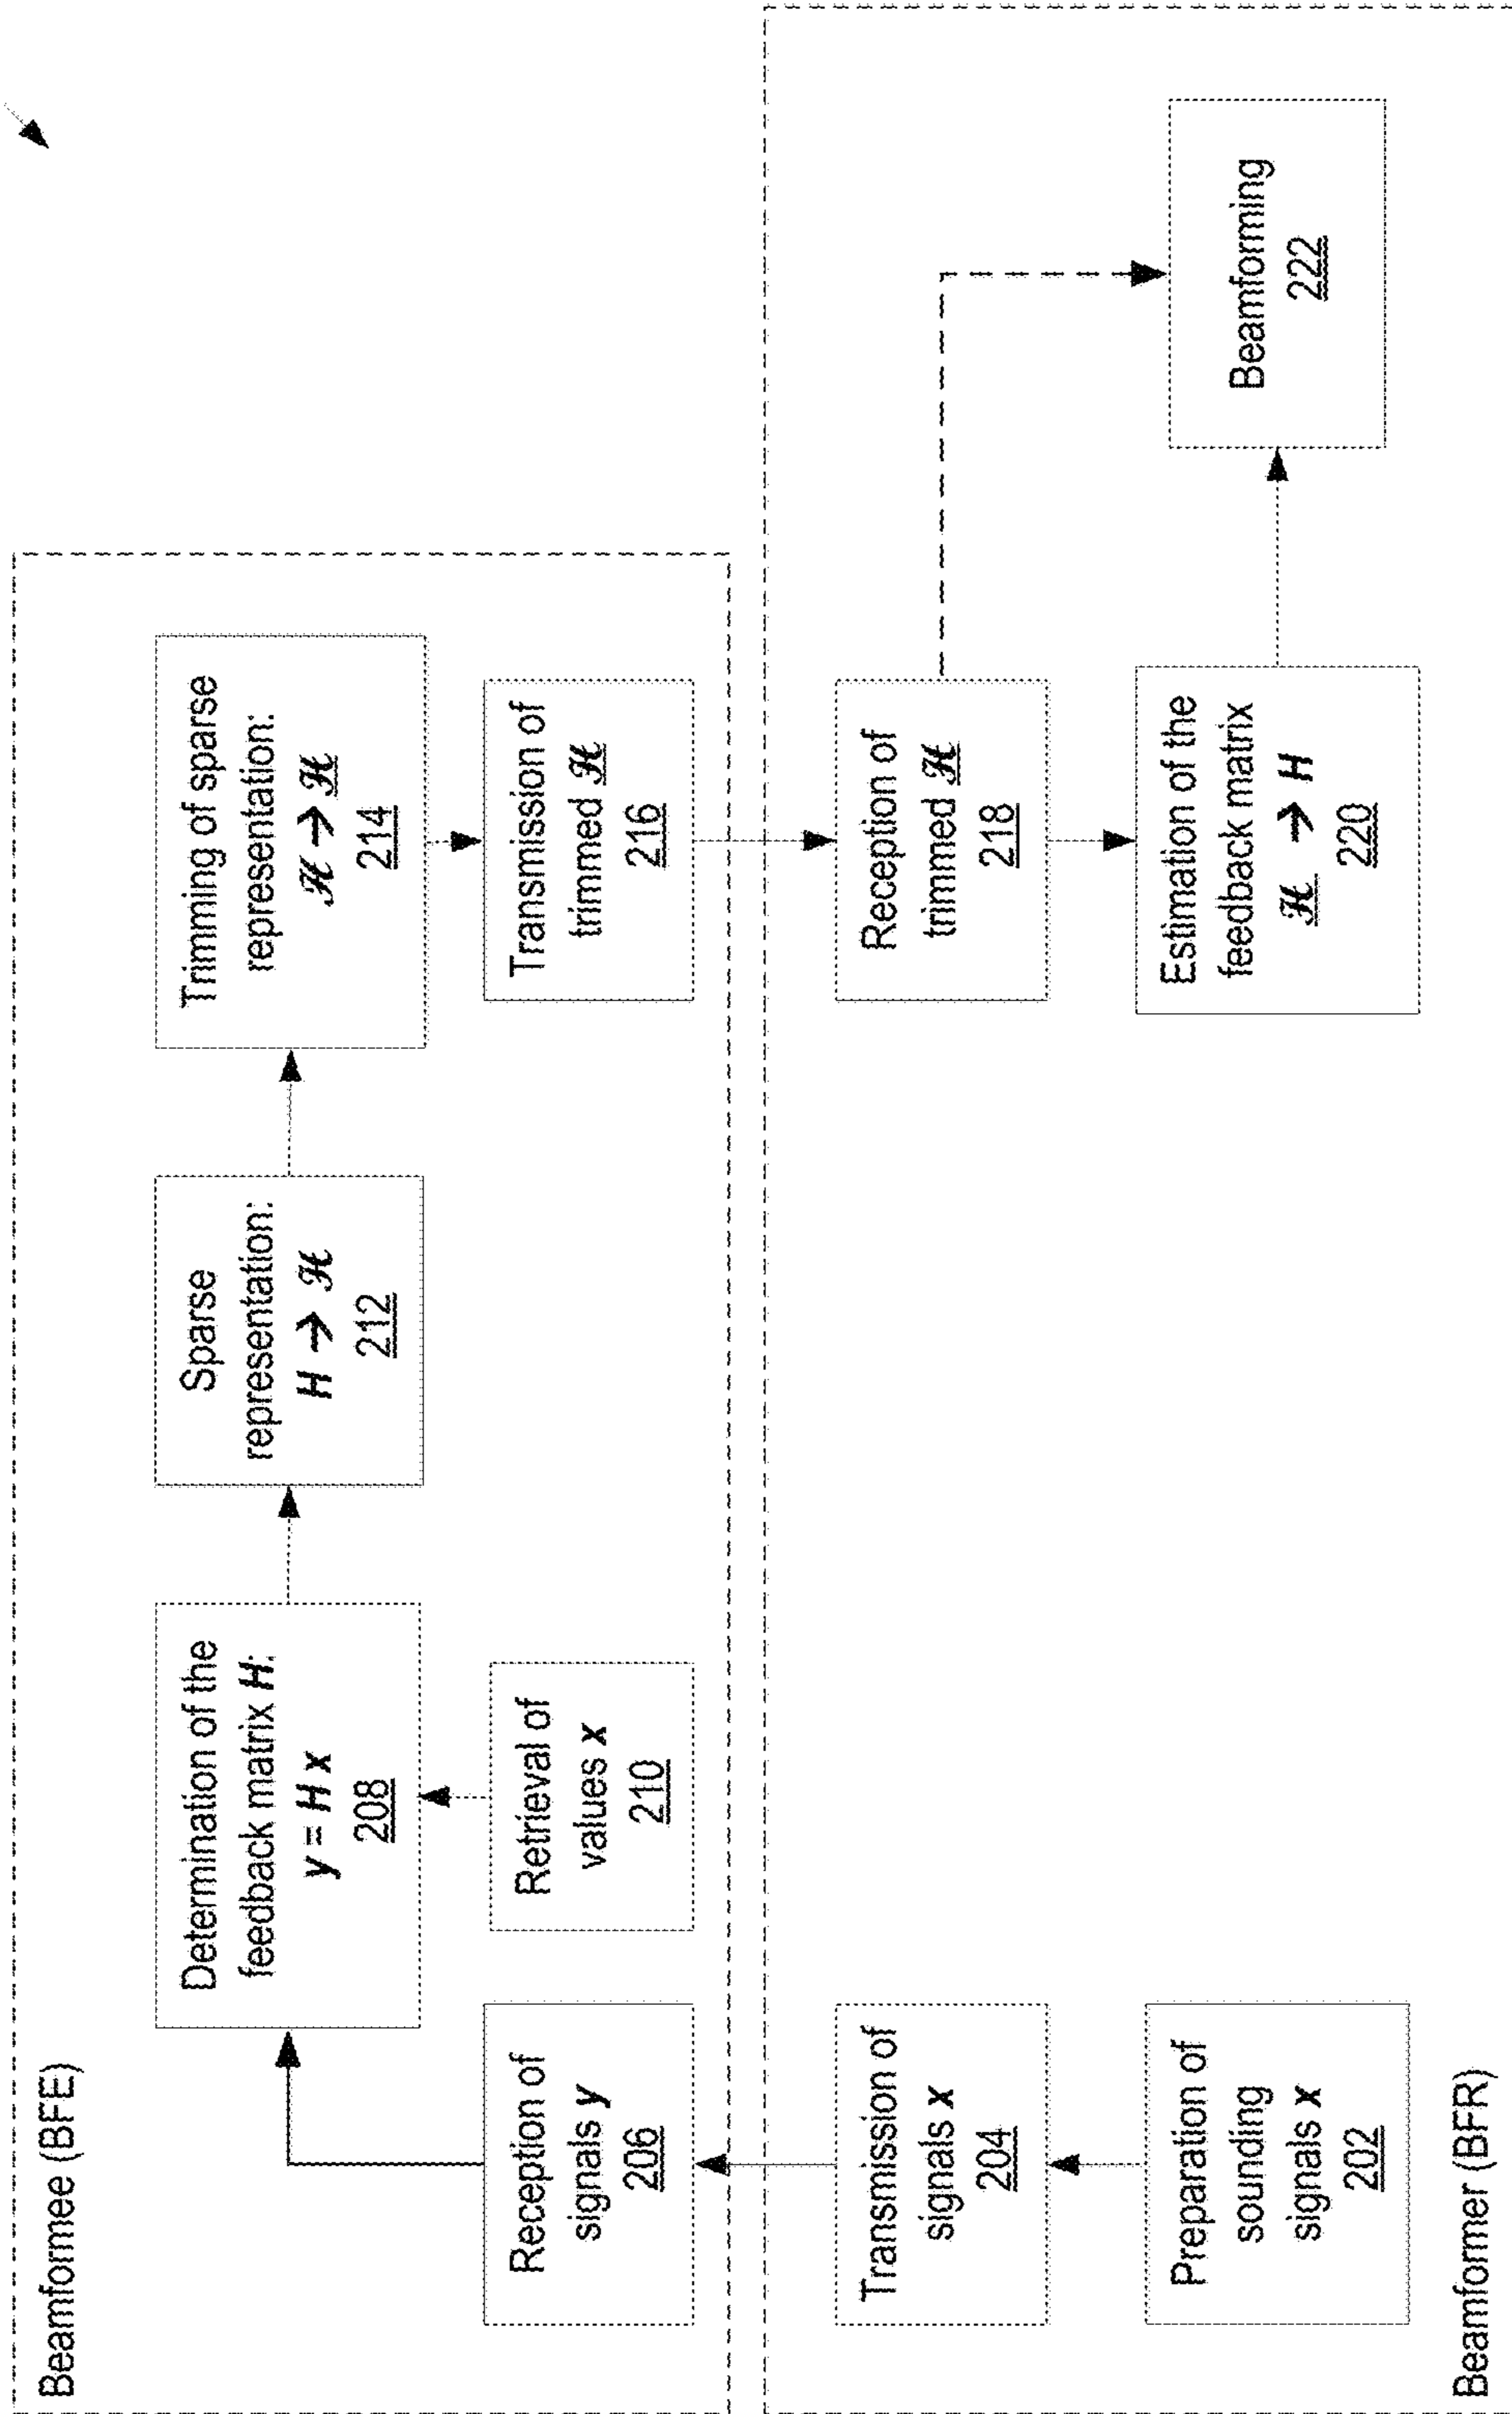 Beamformee (BFE)
Determination of the
feedback matrix H:
y = H x
208
Sparse
representation:
H → ℋ
212
Trimming of sparse
representation:
ℋ → ℋ
214
Reception of
signals y
206
Retrieval of
values x
210
Transmission of
trimmed ℋ
216
Transmission of
signals x
204
Reception of
trimmed ℋ
218
Preparation of
sounding
signals x
202
Estimation of the
feedback matrix
ℋ → H
220
Beamforming
222
Beamformer (BFR)